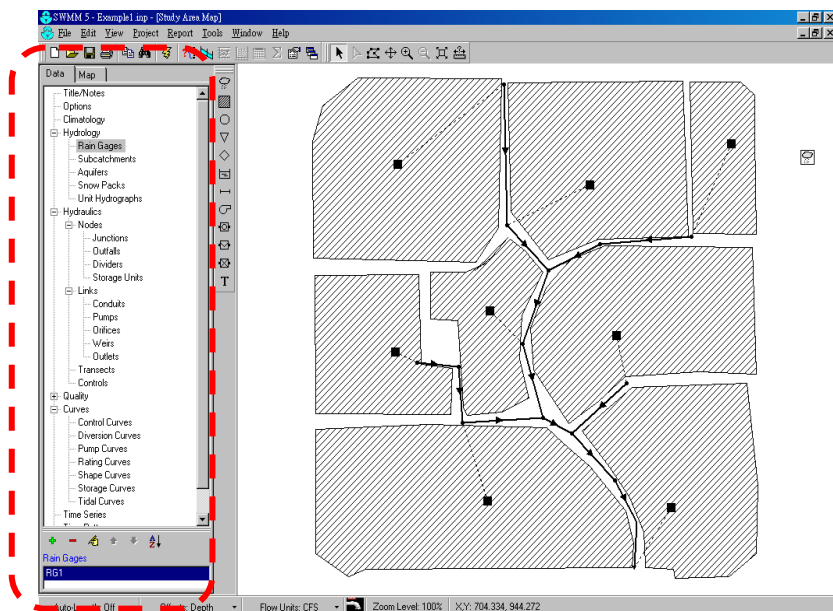 SWMM 5 - Example1.inp - [Study Area Map]
File Edit View Project Report Tools Window Help
Data Map
Title/Notes
Options
Climatology
Hydrology
Rain Gages
Subcatchments
Aquifers
Snow Packs
Unit Hydrographs
Hydraulics
Nodes
Junctions
Outfalls
Dividers
Storage Units
Links
Conduits
Pumps
Orifices
Weirs
Outlets
Transects
Controls
Quality
Curves
Control Curves
Diversion Curves
Pump Curves
Rating Curves
Shape Curves
Storage Curves
Tidal Curves
Time Series
T
Rain Gages
RG1
Auto-Length: Off Offsets: Depth Flow Units: CFS Zoom Level: 100% X,Y: 704.334, 944.272